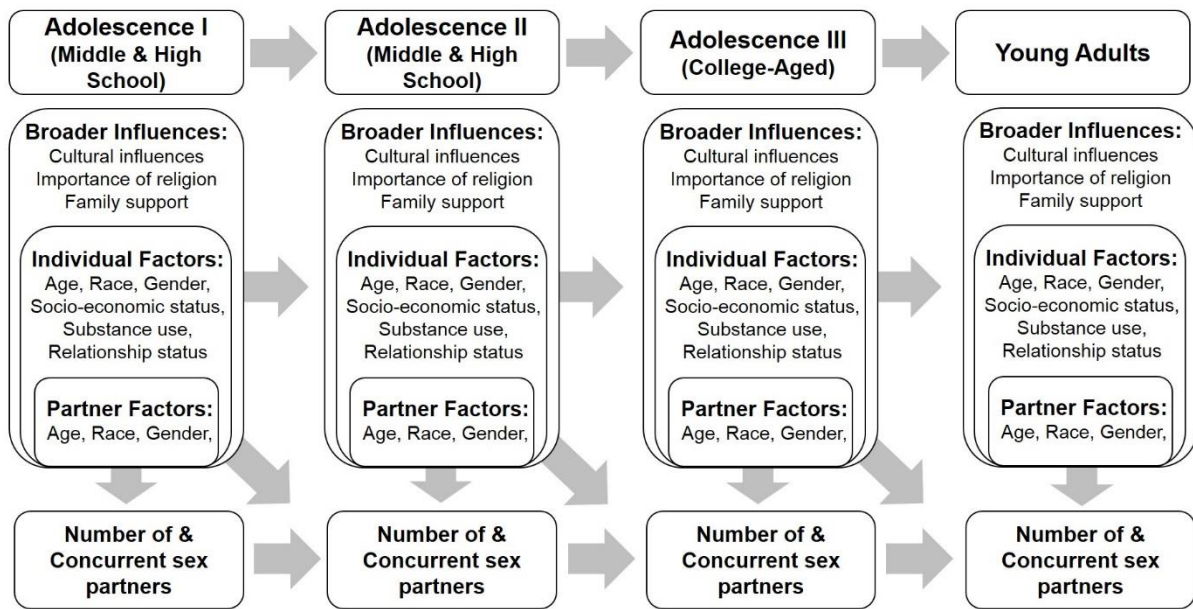 Adolescence I
(Middle & High
School)
Adolescence II
(Middle & High
School)
Adolescence III
(College-Aged)
Young Adults
Broader Influences:
Cultural influences
Importance of religion
Family support
Individual Factors:
Age, Race, Gender,
Socio-economic status,
Substance use,
Relationship status
Partner Factors:
Age, Race, Gender,
Broader Influences:
Cultural influences
Importance of religion
Family support
Individual Factors:
Age, Race, Gender,
Socio-economic status,
Substance use,
Relationship status
Partner Factors:
Age, Race, Gender,
Broader Influences:
Cultural influences
Importance of religion
Family support
Individual Factors:
Age, Race, Gender,
Socio-economic status,
Substance use,
Relationship status
Partner Factors:
Age, Race, Gender,
Broader Influences:
Cultural influences
Importance of religion
Family support
Individual Factors:
Age, Race, Gender,
Socio-economic status,
Substance use,
Relationship status
Partner Factors:
Age, Race, Gender,
Number of &
Concurrent sex
partners
Number of &
Concurrent sex
partners
Number of &
Concurrent sex
partners
Number of &
Concurrent sex
partners